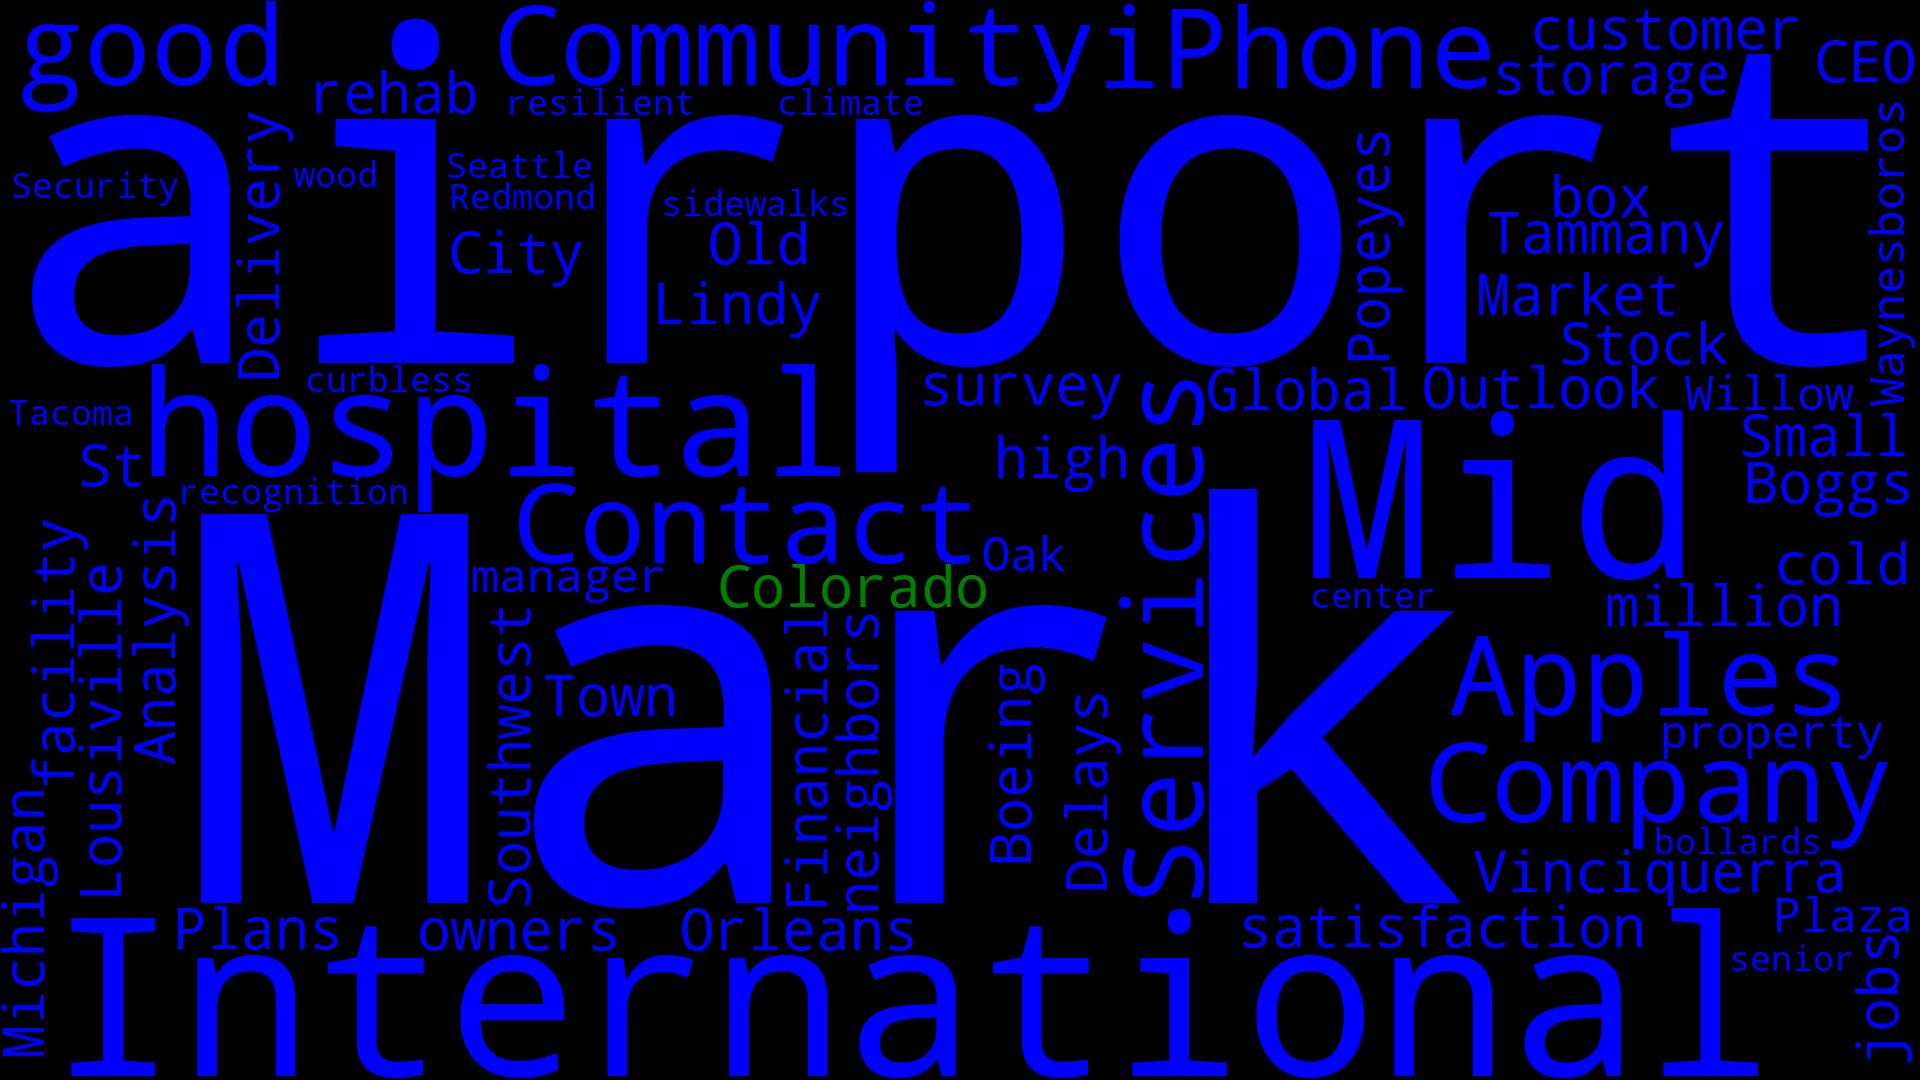 good
Community
iPhone
customer
storage
CEO
rehab
resilient
climate
airport
Delivery
Security
wood
Seattle
Redmond
sidewalks
City
Old
Lindy
Popeyes
box
Tammany
Market
Stock
Waynesboros
curbless
Tacoma
hospital
St
survey
Global
Outlook
Willow
Small
Boggs
high
Services
Mid
recognition
Contact
Oak
manager
Colorado
center
cold
million
facility
Lousiville
Analysis
Mark
Southwest
Town
Financial
neighbors
Boeing
Delays
Apples
property
Company
bollards
Vinciquerra
Michigan
Plans
owners
Orleans
satisfaction
Plaza
senior
jobs
International